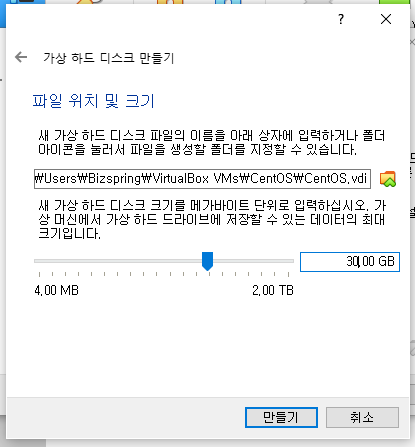 ?
가상 하드 디스크 만들기
파일 위치 및 크기
새 가상 하드 디스크 파일의 이름을 아래 상자에 입력하거나 폴더
아이콘을 눌러서 파일을 생성할 폴더를 지정할 수 있습니다.
₩Users₩Bizspring₩VirtualBox VMs₩CentOS₩CentOS.vdi
새 가상 하드 디스크 크기를 메가바이트 단위로 입력하십시오. 가
상 머신에서 가상 하드 드라이브에 저장할 수 있는 데이터의 최대
크기입니다.
30.00 GB
4.00 MB 2.00 TB
만들기 취소